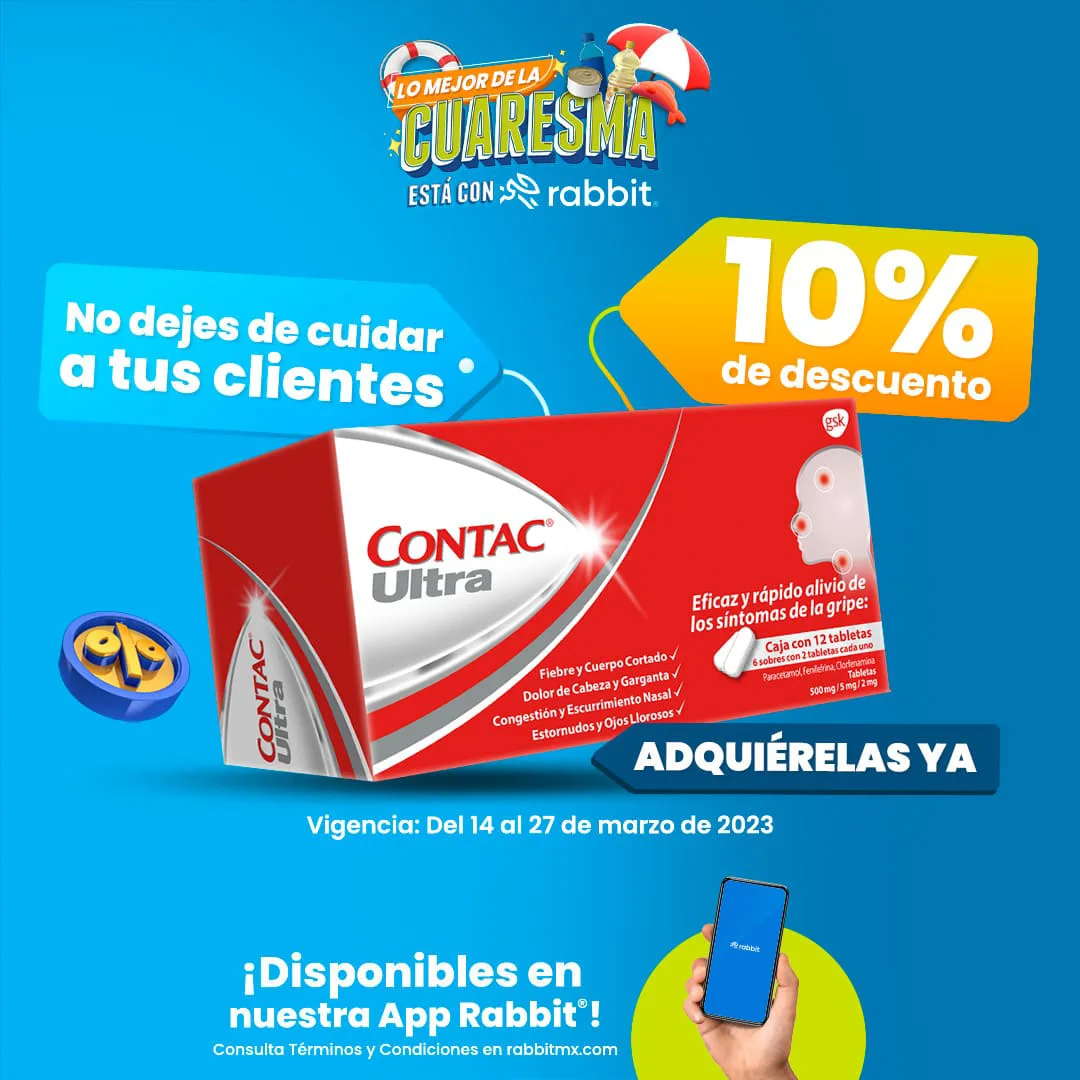 LO MEJOR DE LA
CUARESMA
ESTÁ CON rabbit®
No dejes de cuidar
a tus clientes
10%
de descuento
gsk
CONTAC®
Ultra
CONTAC
Ultra
Eficaz y rápido alivio de
los síntomas de la gripe:
Caja con 12 tabletas
6 sobres con 2 tabletas cada uno
Paracetamol, Fenilefrina, Clorfenamina
Tabletas
500 mg / 5 mg / 2 mg
Fiebre y Cuerpo Cortado ✓
Dolor de Cabeza y Garganta ✓
Congestión y Escurrimiento Nasal ✓
Estornudos y Ojos Llorosos ✓
%
ADQUIÉRELAS YA
Vigencia: Del 14 al 27 de marzo de 2023
rabbit
¡Disponibles en
nuestra App Rabbit®!
Consulta Términos y Condiciones en rabbitmx.com